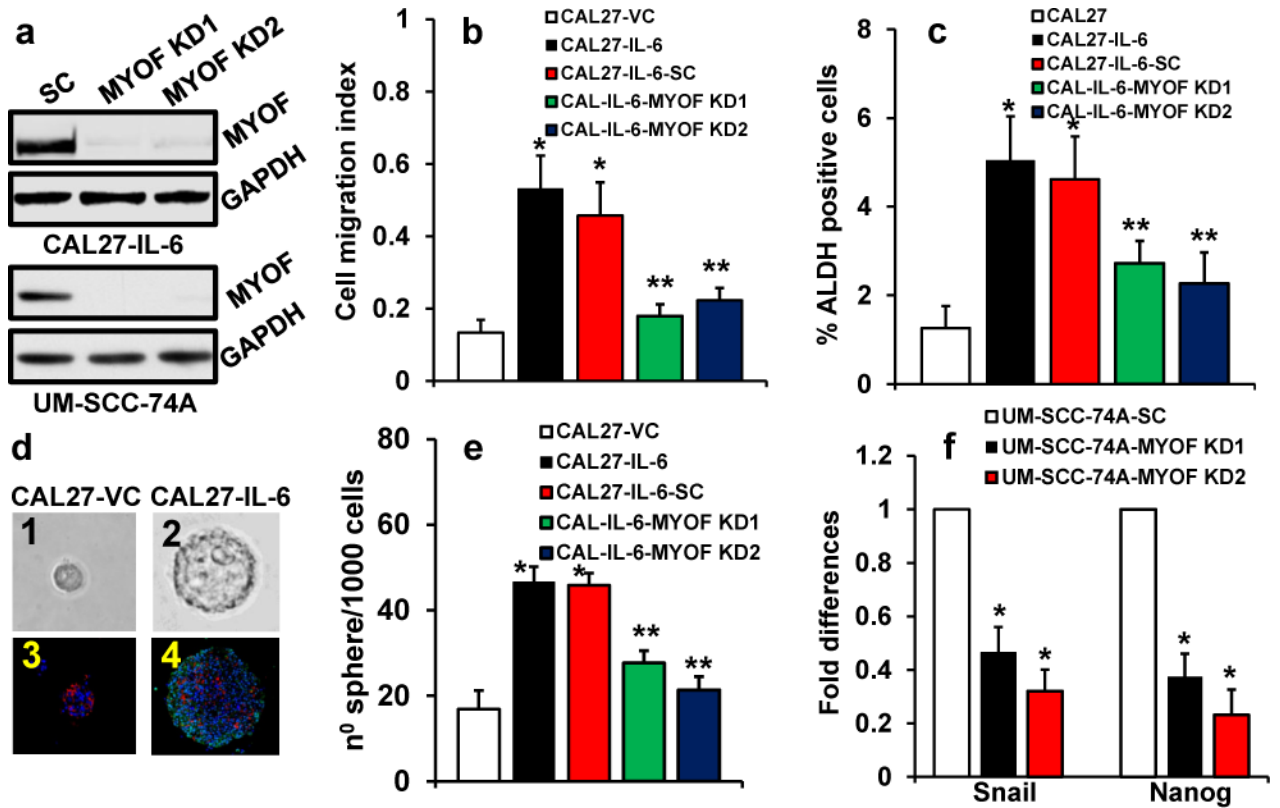 a
SC
MYOF KD1
MYOF KD2
MYOF
GAPDH
CAL27-IL-6
MYOF
GAPDH
UM-SCC-74A
b
CAL27-VC
CAL27-IL-6
CAL27-IL-6-SC
CAL-IL-6-MYOF KD1
CAL-IL-6-MYOF KD2
Cell migration index
1
0.8
0.6
0.4
0.2
0
*
*
**
**
c
CAL27
CAL27-IL-6
CAL27-IL-6-SC
CAL-IL-6-MYOF KD1
CAL-IL-6-MYOF KD2
% ALDH positive cells
8
6
4
2
0
*
*
**
**
d
CAL27-VC CAL27-IL-6
1
2
3
4
e
CAL27-VC
CAL27-IL-6
CAL27-IL-6-SC
CAL-IL-6-MYOF KD1
CAL-IL-6-MYOF KD2
n⁰ sphere/1000 cells
80
60
40
20
0
*
*
**
**
f
UM-SCC-74A-SC
UM-SCC-74A-MYOF KD1
UM-SCC-74A-MYOF KD2
Fold differences
1.2
1
0.8
0.6
0.4
0.2
0
*
*
*
*
Snail
Nanog